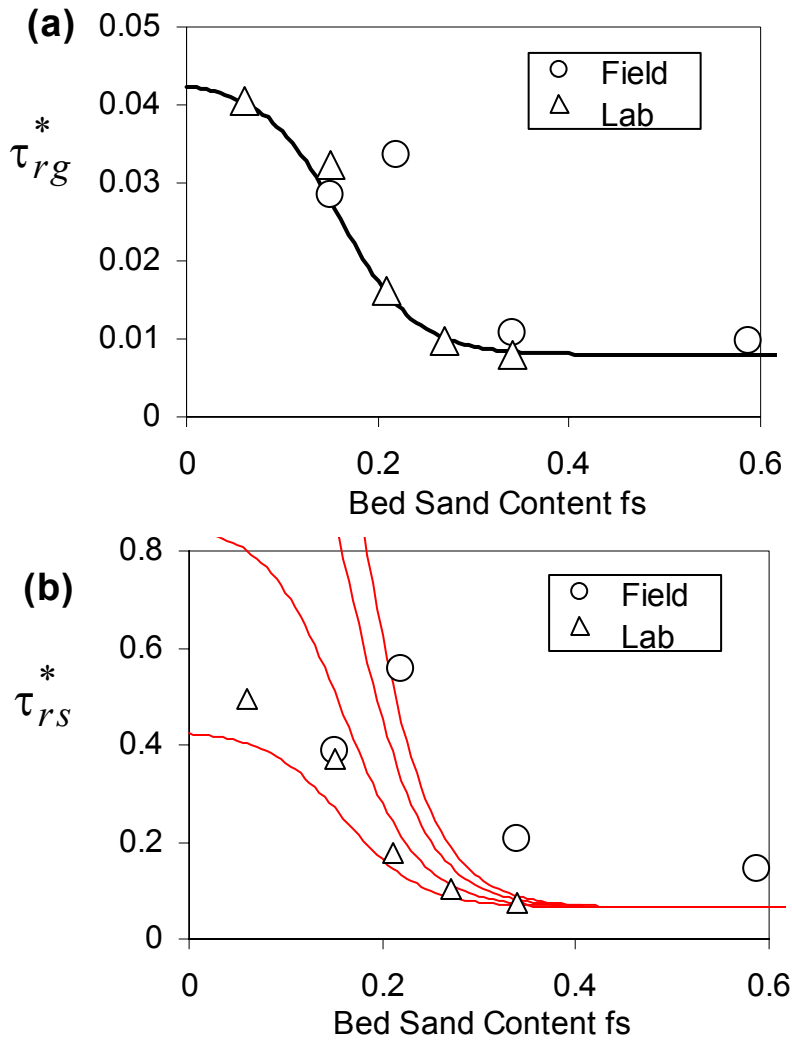 (a)
0.05
0.04
0.03
0.02
0.01
0
τ*rg
Field
Lab
0 0.2 0.4 0.6
Bed Sand Content fs
(b)
0.8
0.6
0.4
0.2
0
τ*rs
Field
Lab
0 0.2 0.4 0.6
Bed Sand Content fs